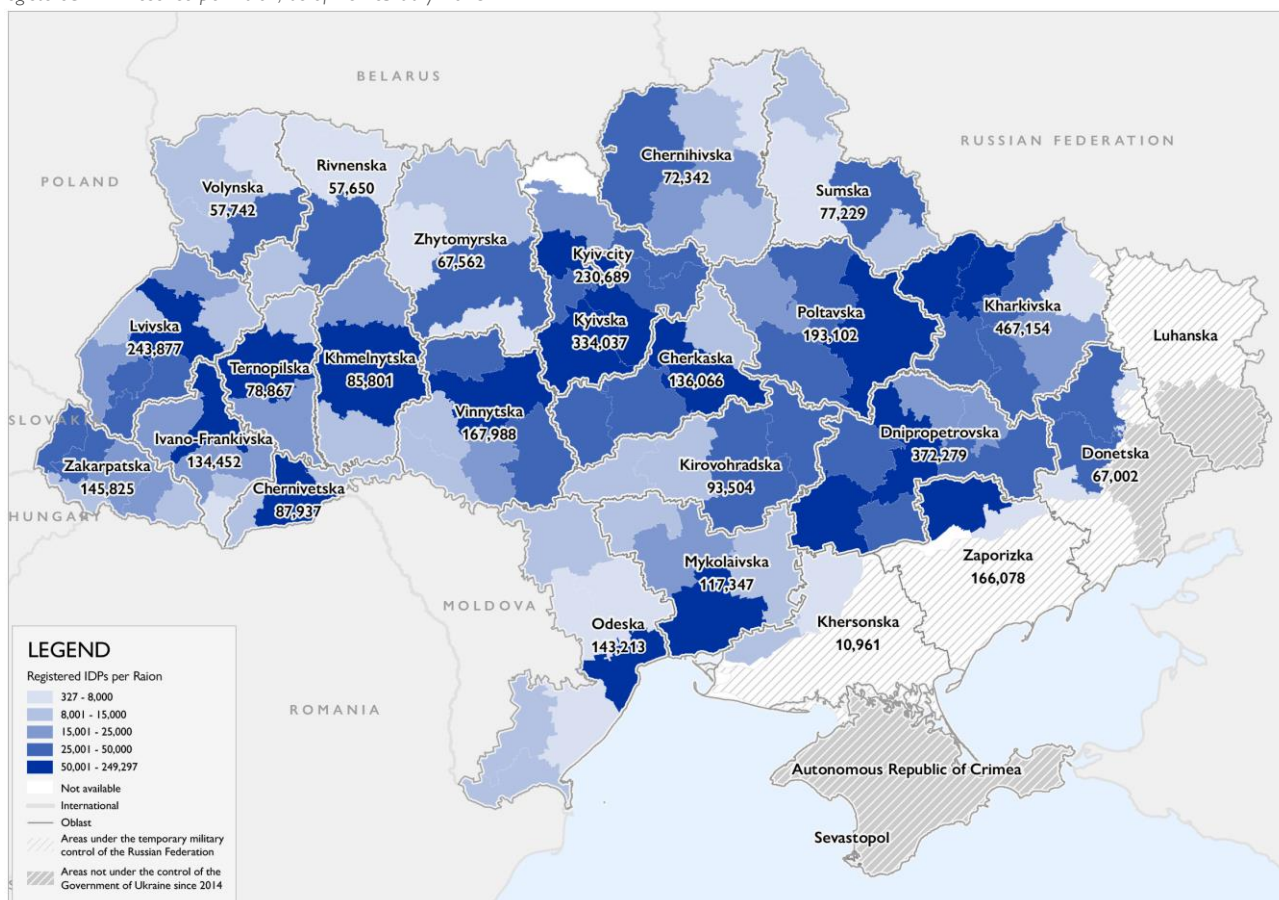 BELARUS
RUSSIAN FEDERATION
POLAND
Rivnenska
57,650
Volynska
57,742
Chernihivska
72,342
Sumska
77,229
Zhytomyrska
67,562
Kyiv city
230,689
Lvivska
243,877
Ternopilska
78,867
Khmelnytska
85,801
Kyivska
334,037
Cherkaska
136,066
Poltavska
193,102
Kharkivska
467,154
Luhanska
Vinnytska
167,988
Ivano-Frankivska
134,452
Zakarpatska
145,825
Chernivetska
87,937
HUNGARY
Kirovohradska
93,504
Dnipropetrovska
372,279
Donetska
67,002
Mykolaivska
117,347
Zaporizka
166,078
MOLDOVA
Odeska
143,213
Khersonska
10,961
ROMANIA
Autonomous Republic of Crimea
Sevastopol
LEGEND
Registered IDPs per Raion
327 - 8,000
8,001 - 15,000
15,001 - 25,000
25,001 - 50,000
50,001 - 249,297
Not available
International
Oblast
Areas under the temporary military
control of the Russian Federation
Areas not under the control of the
Government of Ukraine since 2014